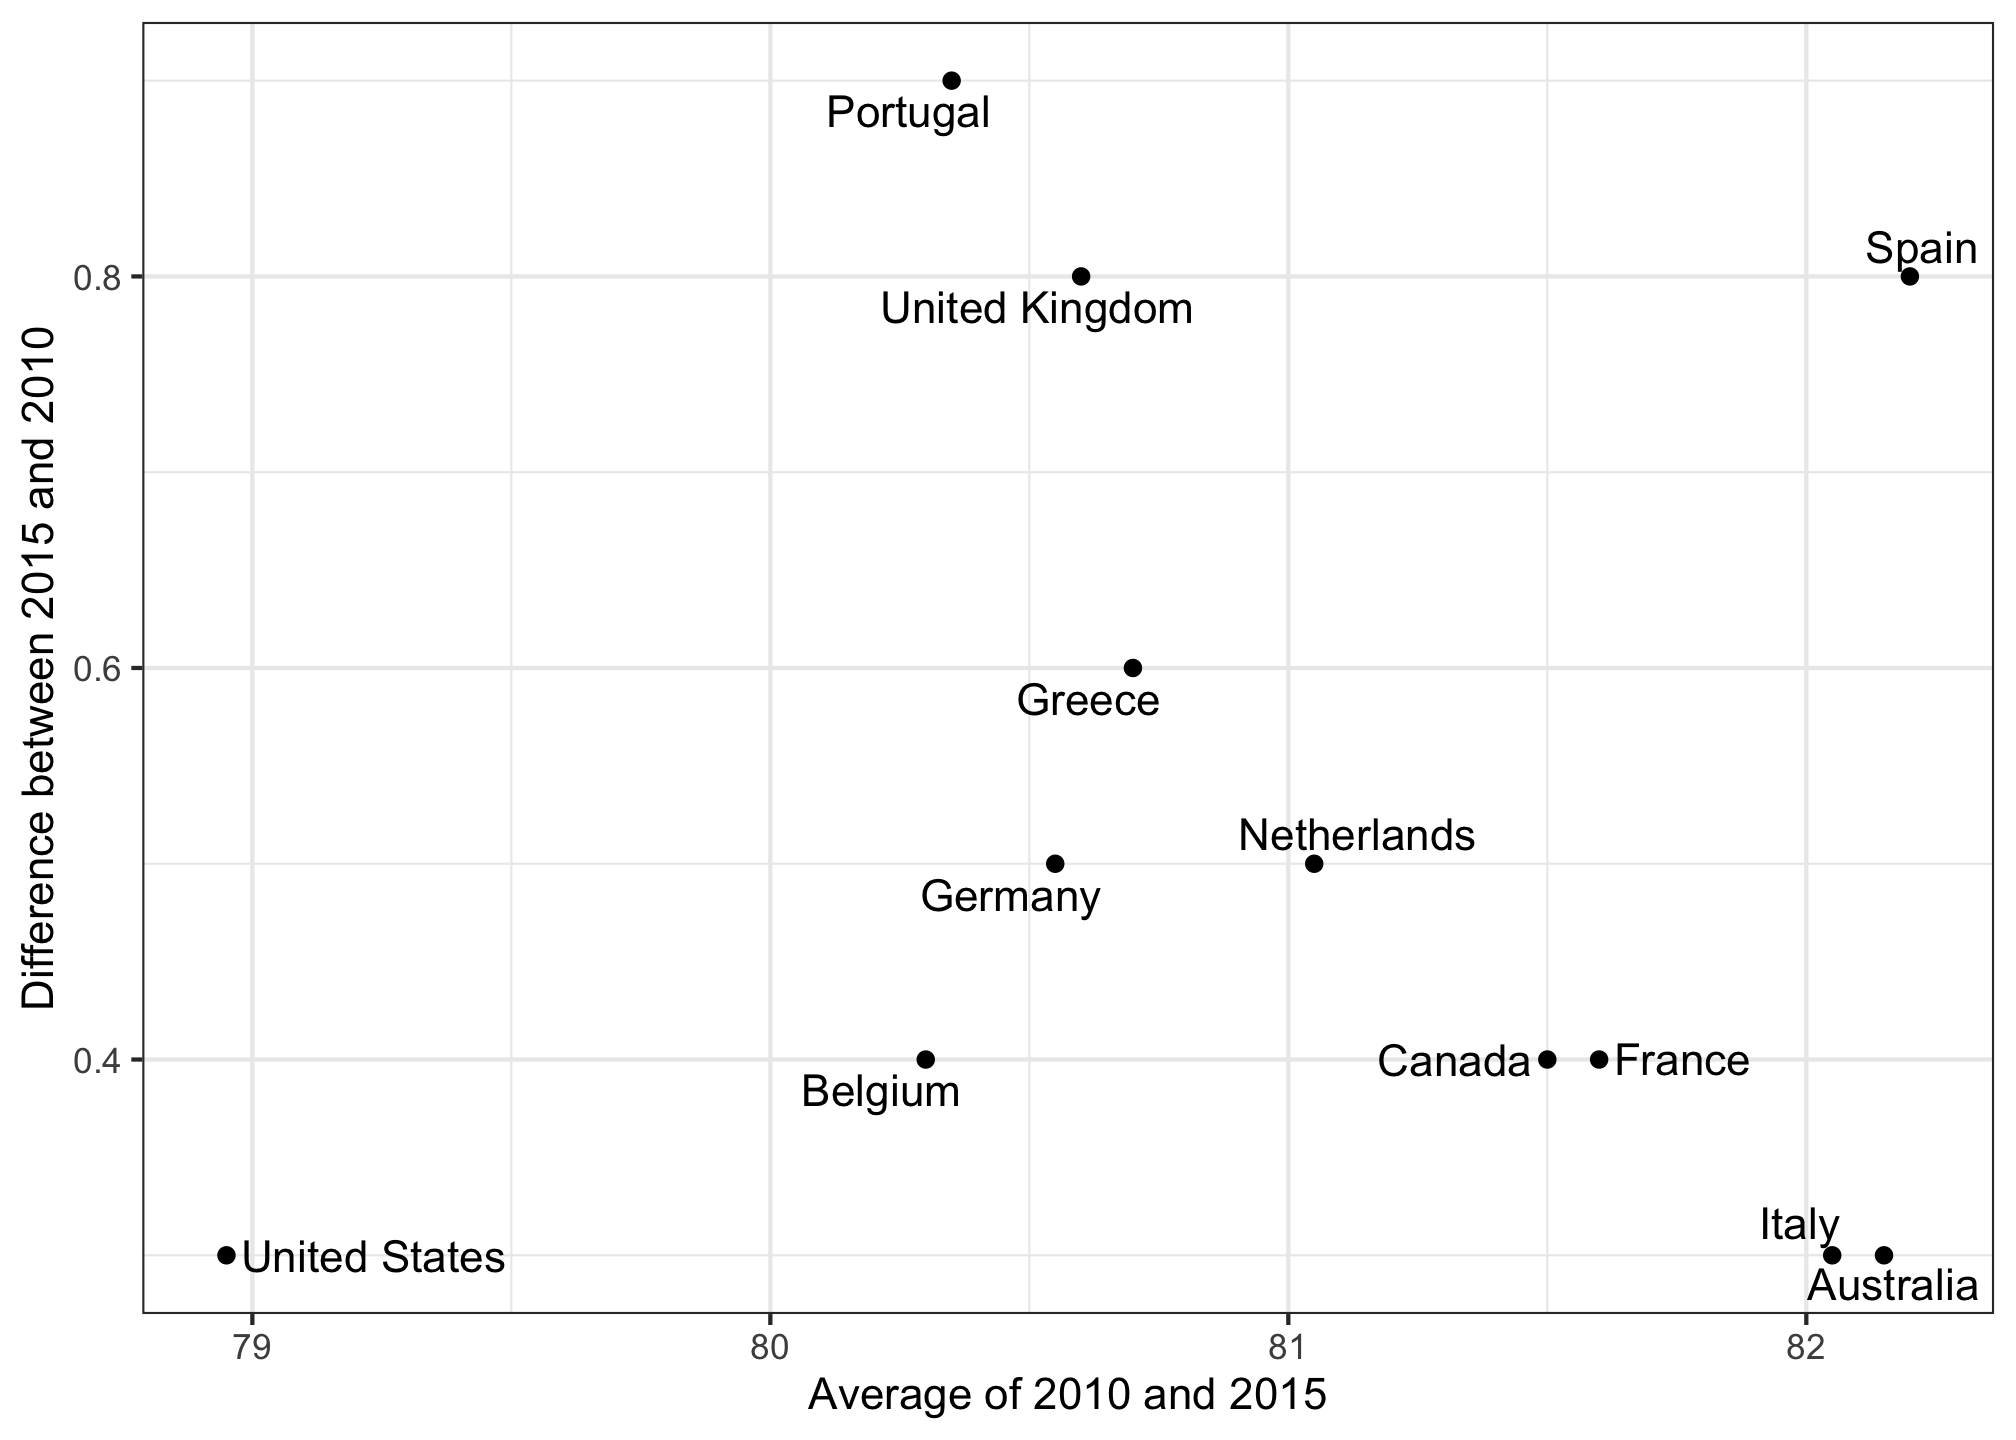 Portugal
Spain
0.8
United Kingdom
Difference between 2015 and 2010
0.6
Greece
Netherlands
Germany
0.4
Canada
France
Belgium
Italy
United States
Australia
79
80
81
82
Average of 2010 and 2015